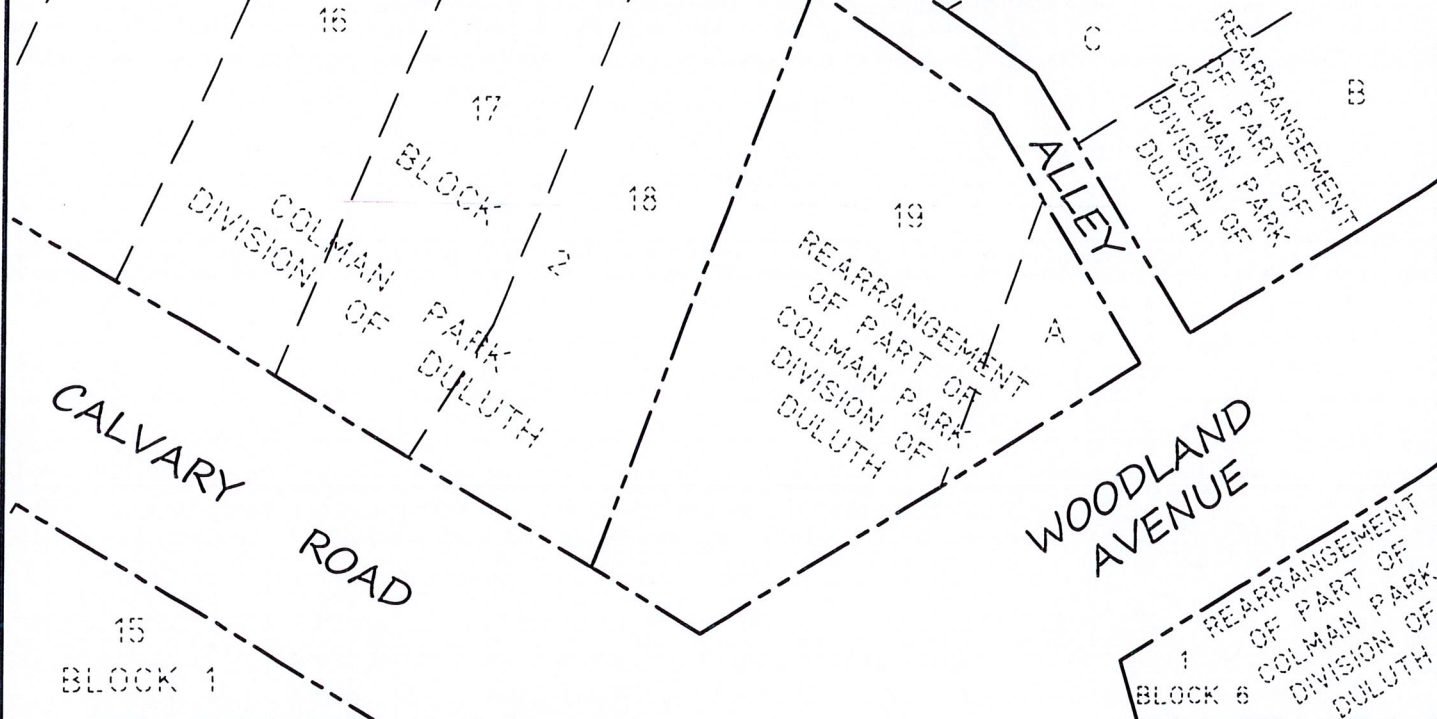 16
17
BLOCK
2
18
COLMAN PARK
DIVISION OF DULUTH
19
REARRANGEMENT
OF PART OF
COLMAN PARK
DIVISION OF
DULUTH
A
ALLEY
C
REARRANGEMENT
OF PART OF
COLMAN PARK
DIVISION OF
DULUTH
B
CALVARY ROAD
WOODLAND
AVENUE
15
BLOCK 1
REARRANGEMENT
OF PART OF
COLMAN PARK
DIVISION OF
DULUTH
1
BLOCK 6